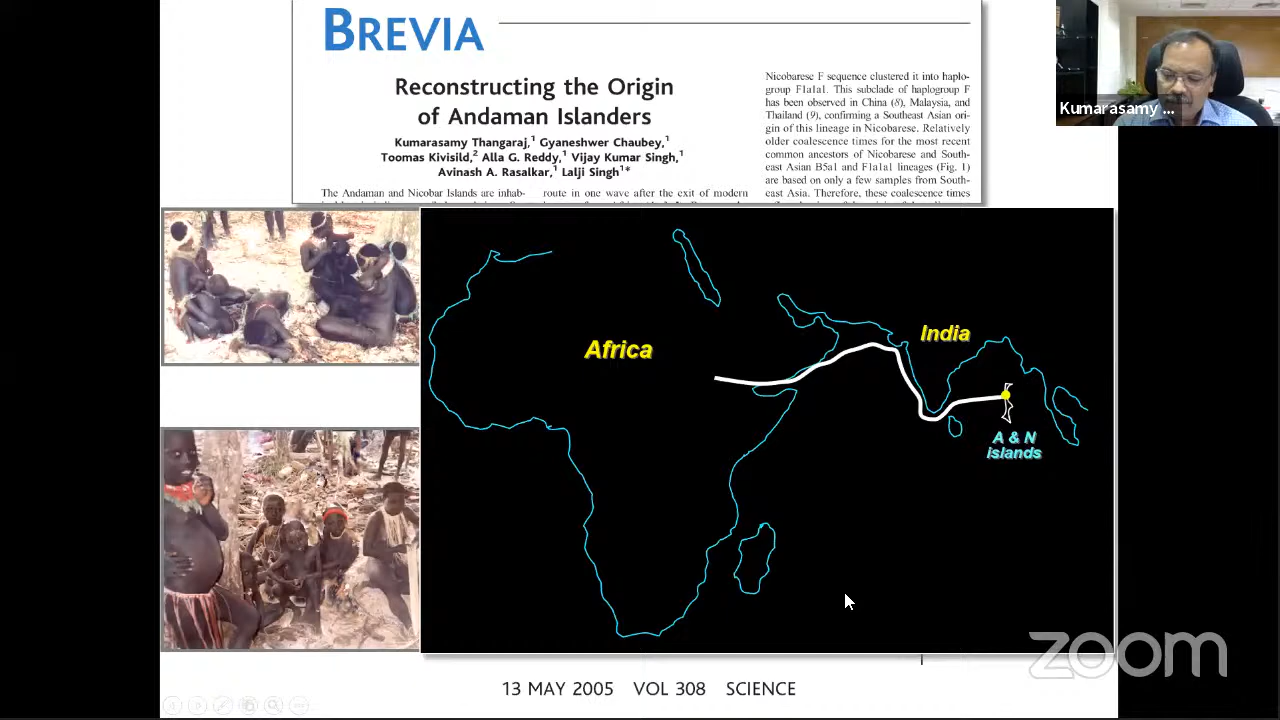 BREVIA
Reconstructing the Origin
of Andaman Islanders
Kumarasamy Thangaraj,¹ Gyaneshwer Chaubey,¹
Toomas Kivisild,² Alla G. Reddy,¹ Vijay Kumar Singh,¹
Avinash A. Rasalkar,¹ Lalji Singh¹*
The Andaman and Nicobar Islands are inhab-
route in one wave after the exit of modern
Nicobarese F sequence clustered it into haplo-
group F1a1a1. This subclade of haplogroup F
has been observed in China (8), Malaysia, and
Thailand (9), confirming a Southeast Asian ori-
gin of this lineage in Nicobarese. Relatively
older coalescence times for the most recent
common ancestors of Nicobarese and South-
east Asian B5a1 and F1a1a1 lineages (Fig. 1)
are based on only a few samples from South-
east Asia. Therefore, these coalescence times
Kumarasamy ...
Africa
India
A & N
islands
zoom
13 MAY 2005 VOL 308 SCIENCE